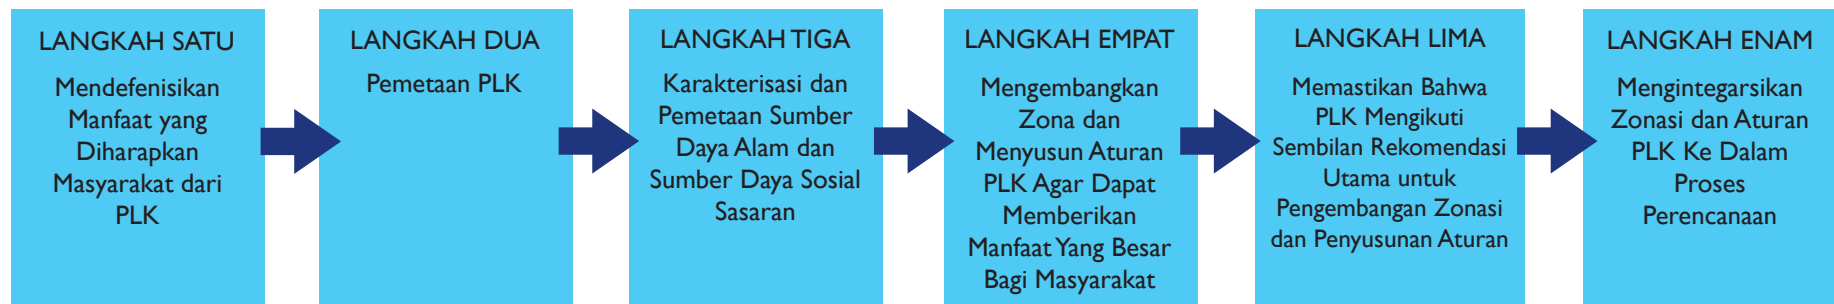 LANGKAH SATU
Mendefenisikan
Manfaat yang
Diharapkan
Masyarakat dari
PLK
LANGKAH DUA
Pemetaan PLK
LANGKAH TIGA
Karakterisasi dan
Pemetaan Sumber
Daya Alam dan
Sumber Daya Sosial
Sasaran
LANGKAH EMPAT
Mengembangkan
Zona dan
Menyusun Aturan
PLK Agar Dapat
Memberikan
Manfaat Yang Besar
Bagi Masyarakat
LANGKAH LIMA
Memastikan Bahwa
PLK Mengikuti
Sembilan Rekomendasi
Utama untuk
Pengembangan Zonasi
dan Penyusunan Aturan
LANGKAH ENAM
Mengintegarsikan
Zonasi dan Aturan
PLK Ke Dalam
Proses
Perencanaan